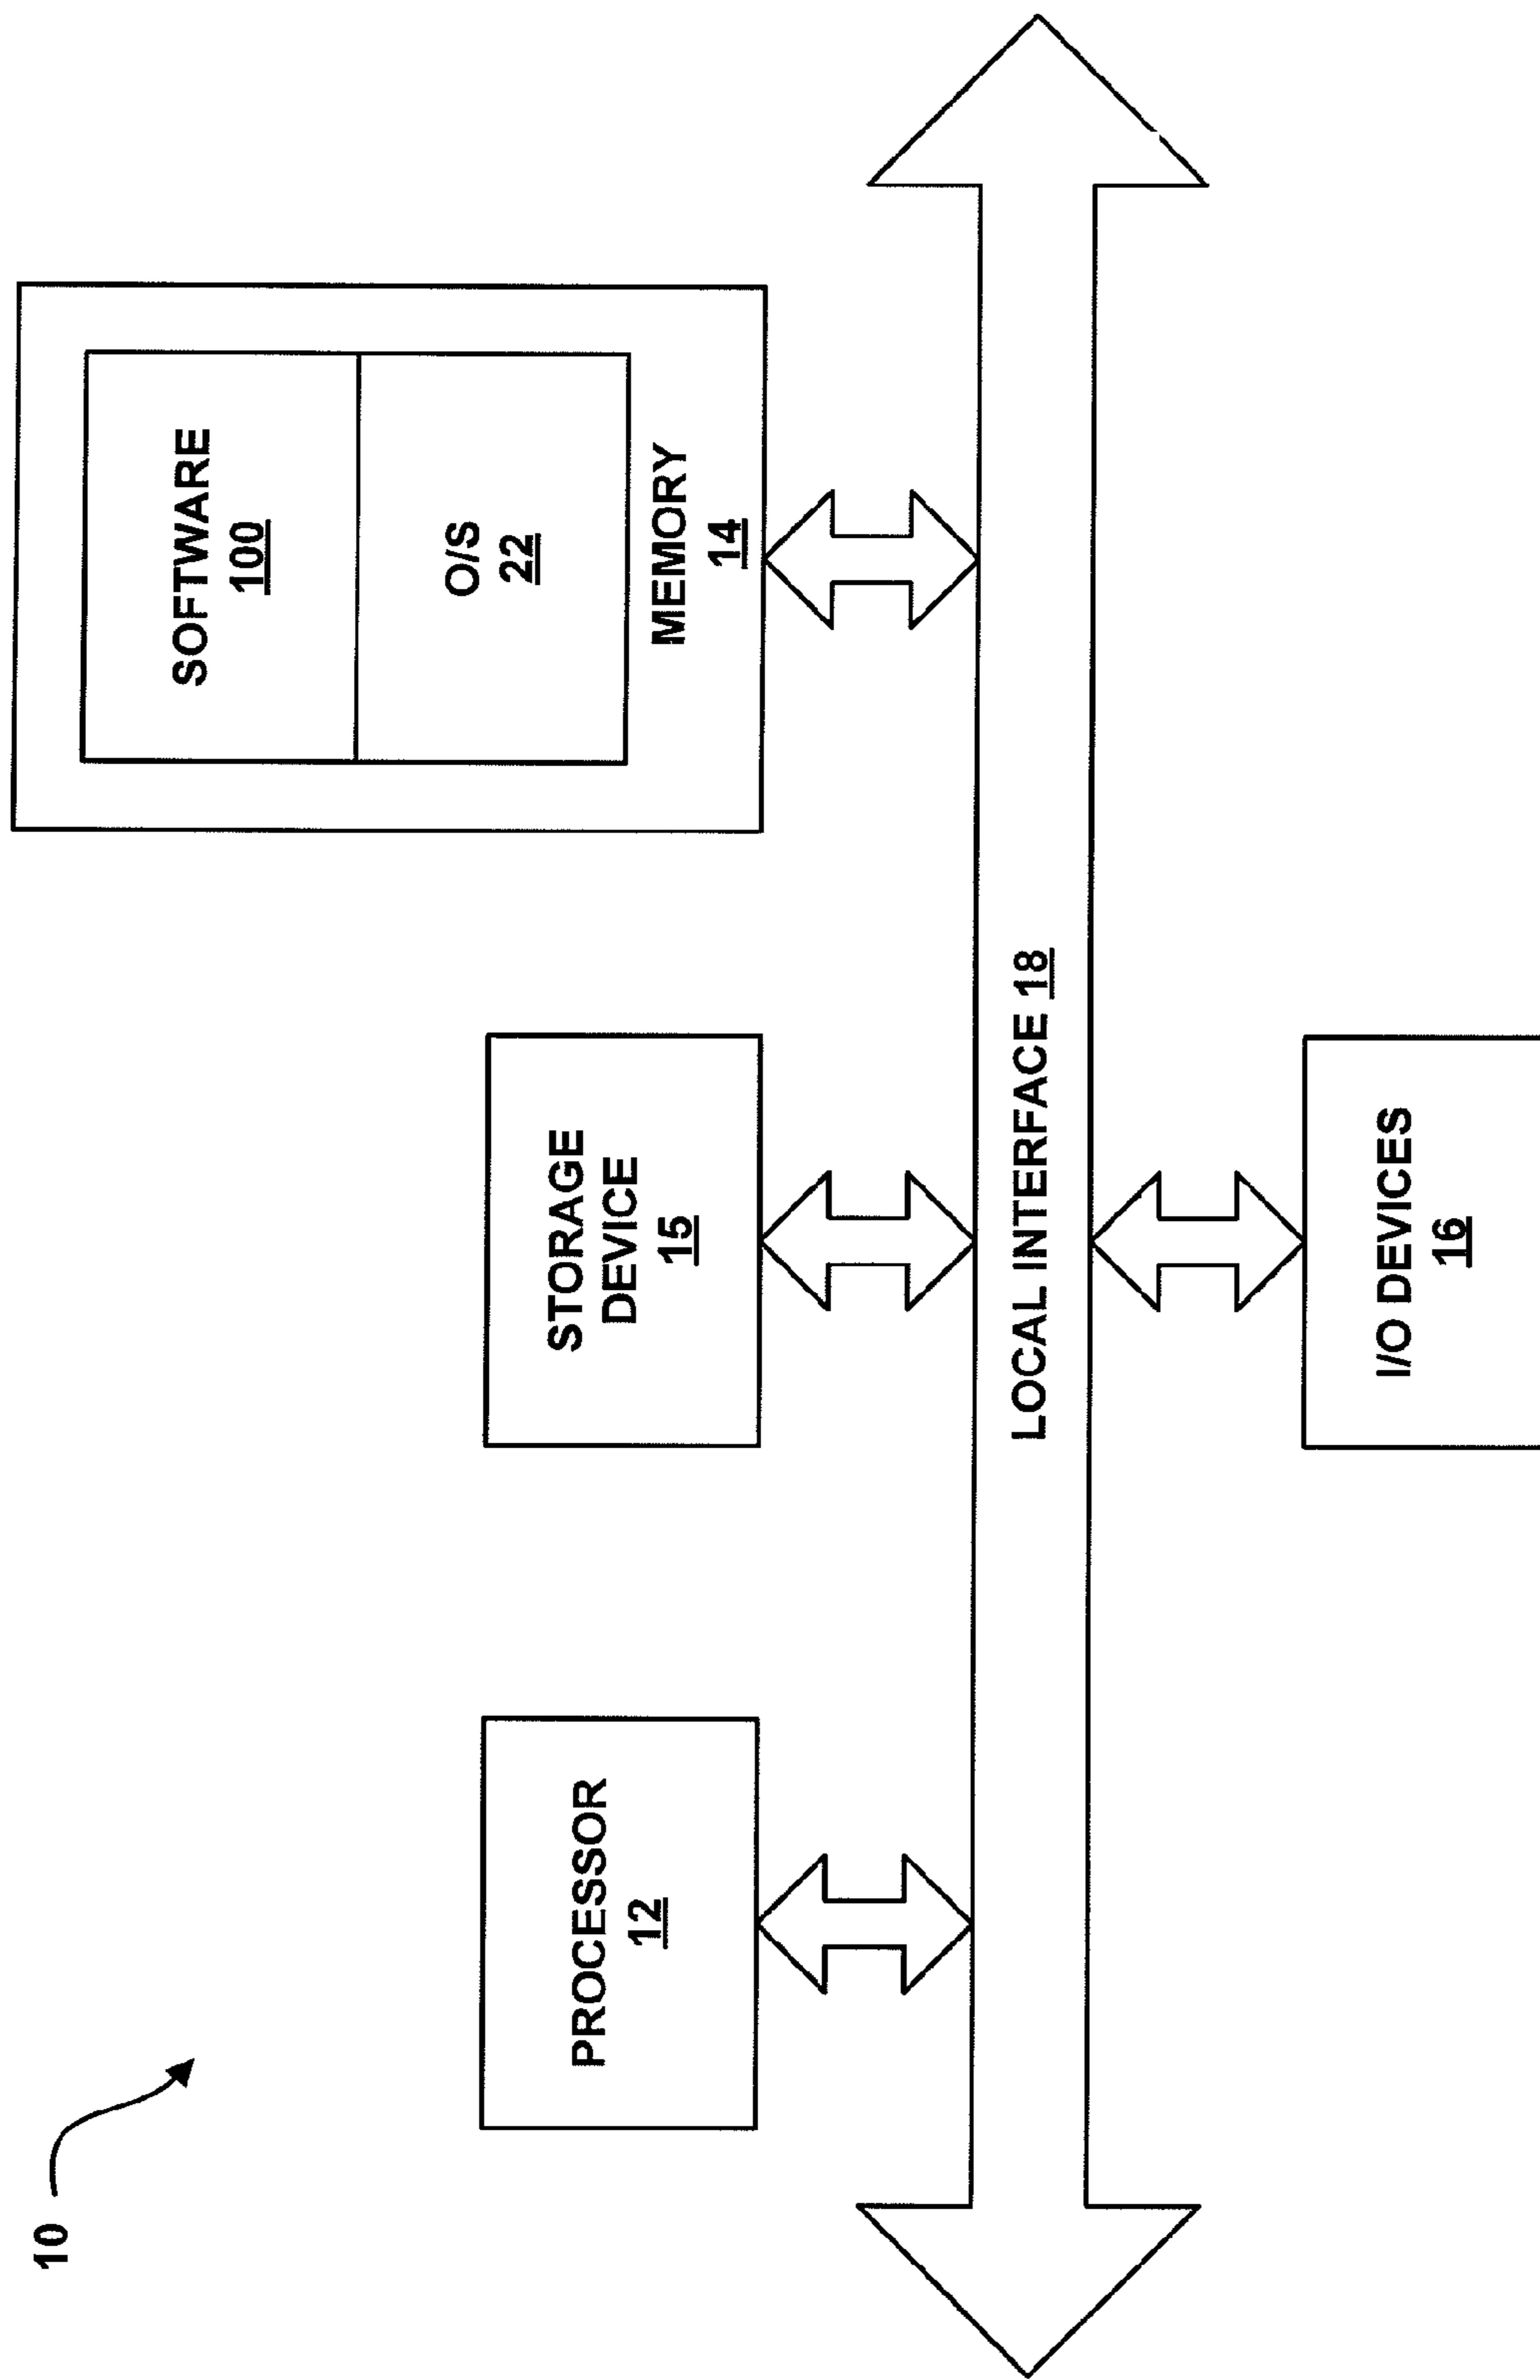 10
PROCESSOR
12
STORAGE
DEVICE
15
SOFTWARE
100
O/S
22
MEMORY
14
LOCAL INTERFACE 18
I/O DEVICES
16